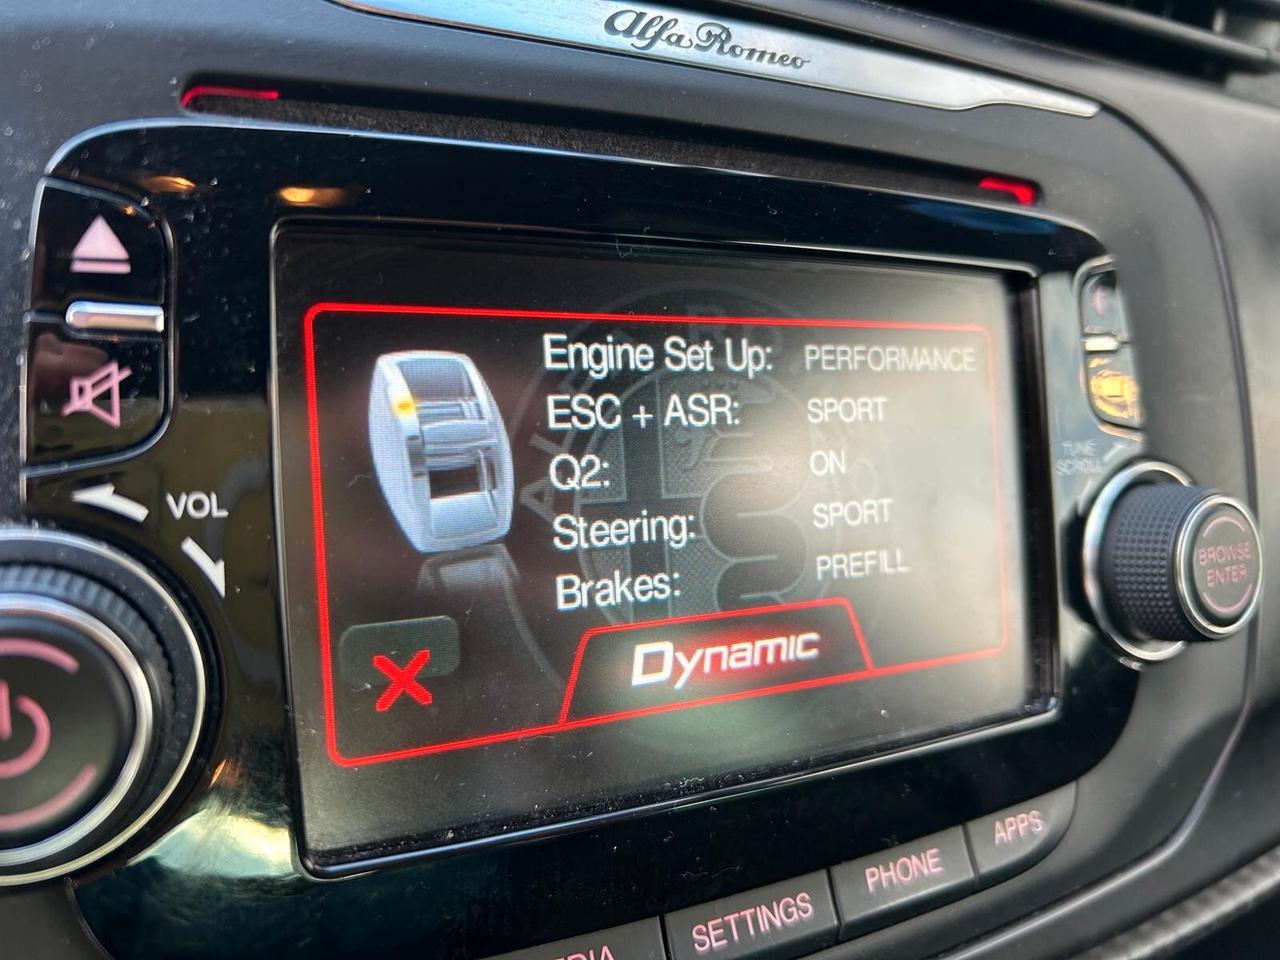 Alfa Romeo
VOL
Engine Set Up: PERFORMANCE
ESC + ASR: SPORT
Q2: ON
Steering: SPORT
Brakes: PREFILL
Dynamic
TUNE
SCROLL
BROWSE
ENTER
SETTINGS
PHONE
APPS